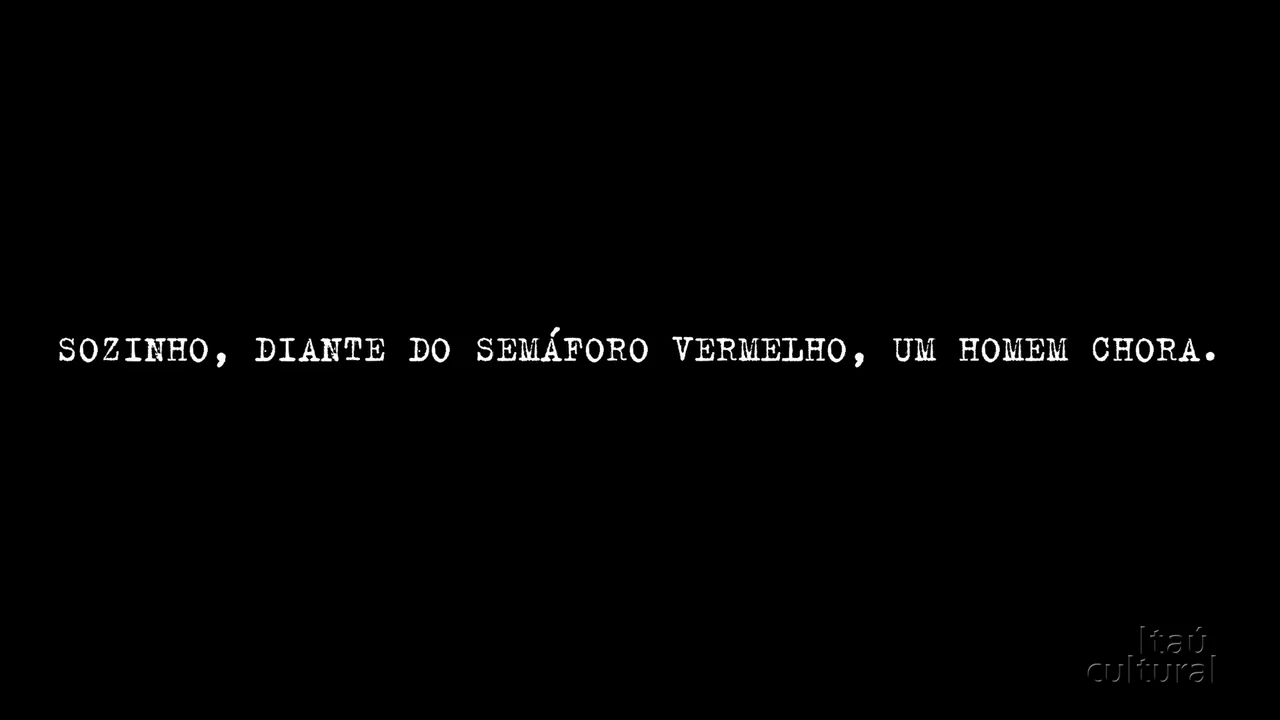 SOZINHO, DIANTE DO SEMÁFORO VERMELHO, UM HOMEM CHORA.
Itaú
cultural